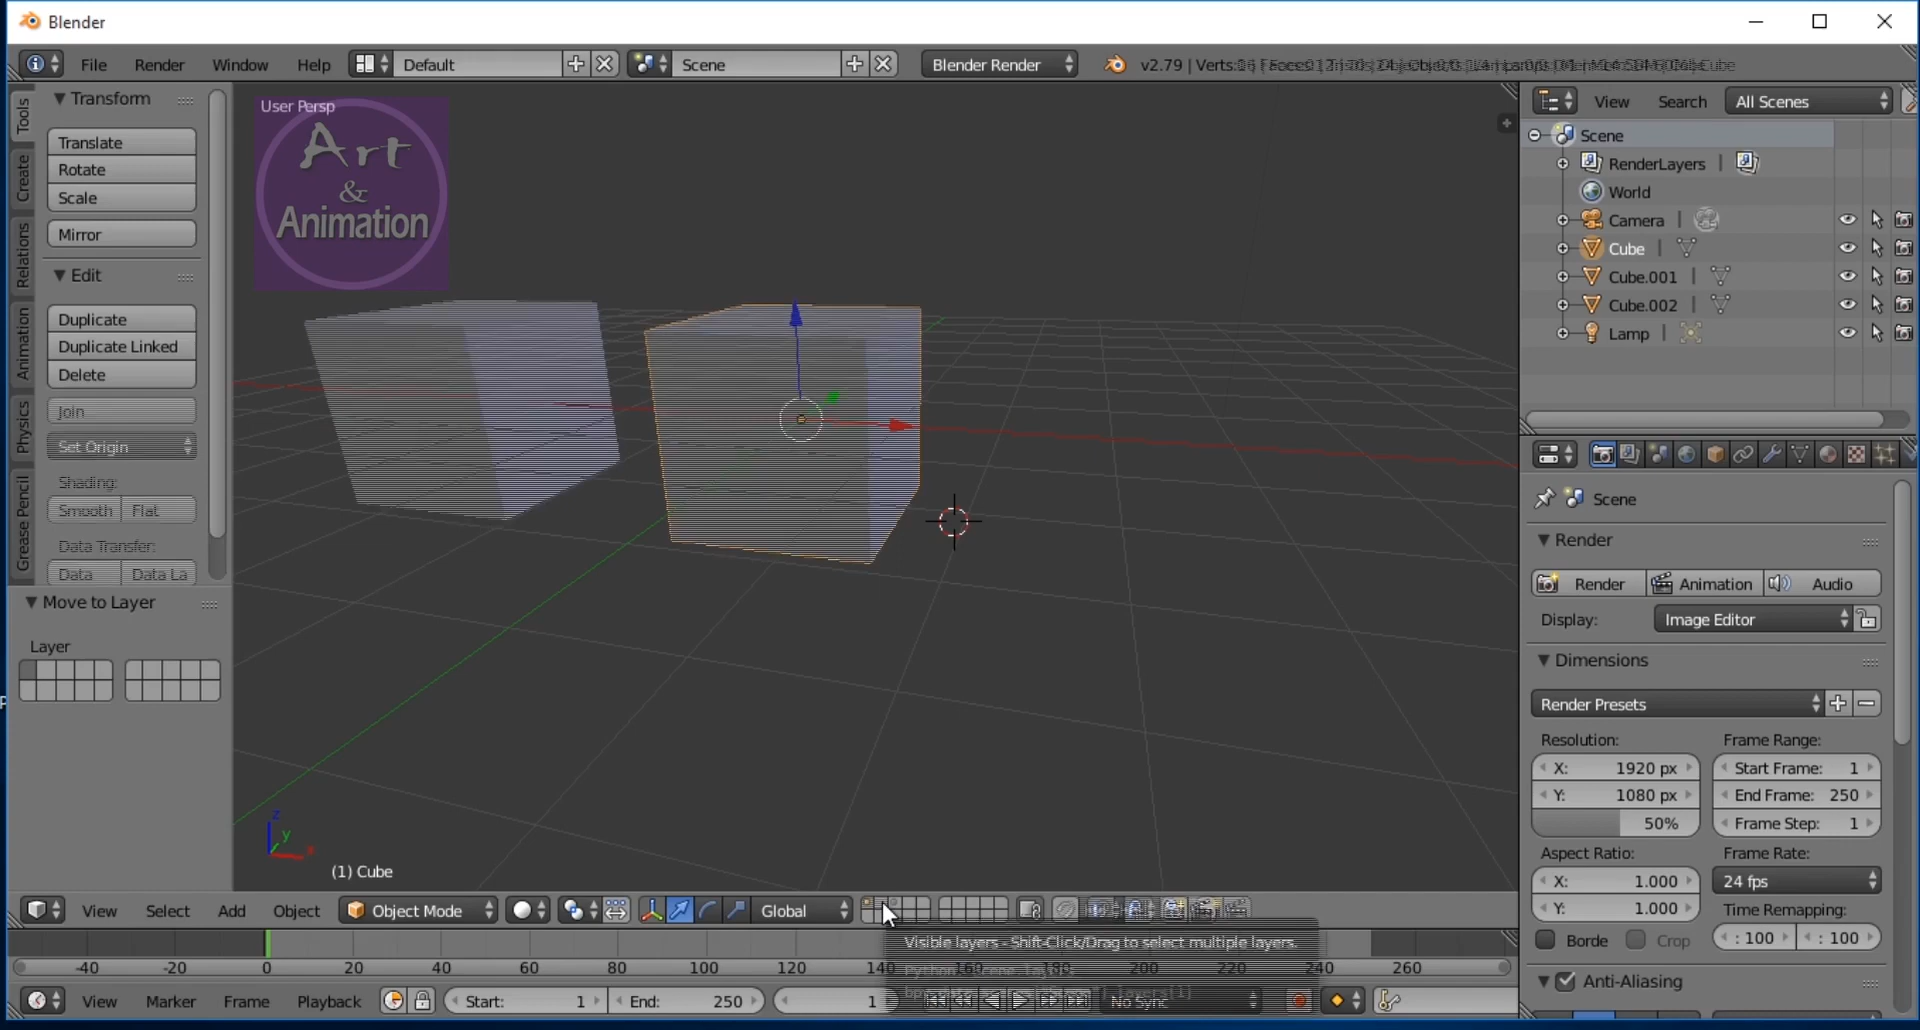 Blender
File Render Window Help Default Scene Blender Render v2.79 | Verts:
Tools
Create
Relations
Animation
Physics
Grease Pencil
Transform
Translate
Rotate
Scale
Mirror
Edit
Duplicate
Duplicate Linked
Delete
Join
Set Origin
Shading:
Smooth Flat
Data Transfer:
Data Data La
Move to Layer
Layer
User Persp
Art
&
Animation
z
y
x
(1) Cube
View Search All Scenes
Scene
RenderLayers |
World
Camera |
Cube |
Cube.001 |
Cube.002 |
Lamp |
Scene
Render
Render Animation Audio
Display: Image Editor
Dimensions
Render Presets
Resolution: Frame Range:
X: 1920 px Start Frame: 1
Y: 1080 px End Frame: 250
50% Frame Step: 1
Aspect Ratio: Frame Rate:
X: 1.000 24 fps
Y: 1.000 Time Remapping:
Borde Crop : 100 : 100
Anti-Aliasing
View Select Add Object Object Mode Global
Visible layers - Shift-Click/Drag to select multiple layers.
-40 -20 0 20 40 60 80 100 120 140 160 180 200 220 240 260
View Marker Frame Playback Start: 1 End: 250 1 No Sync